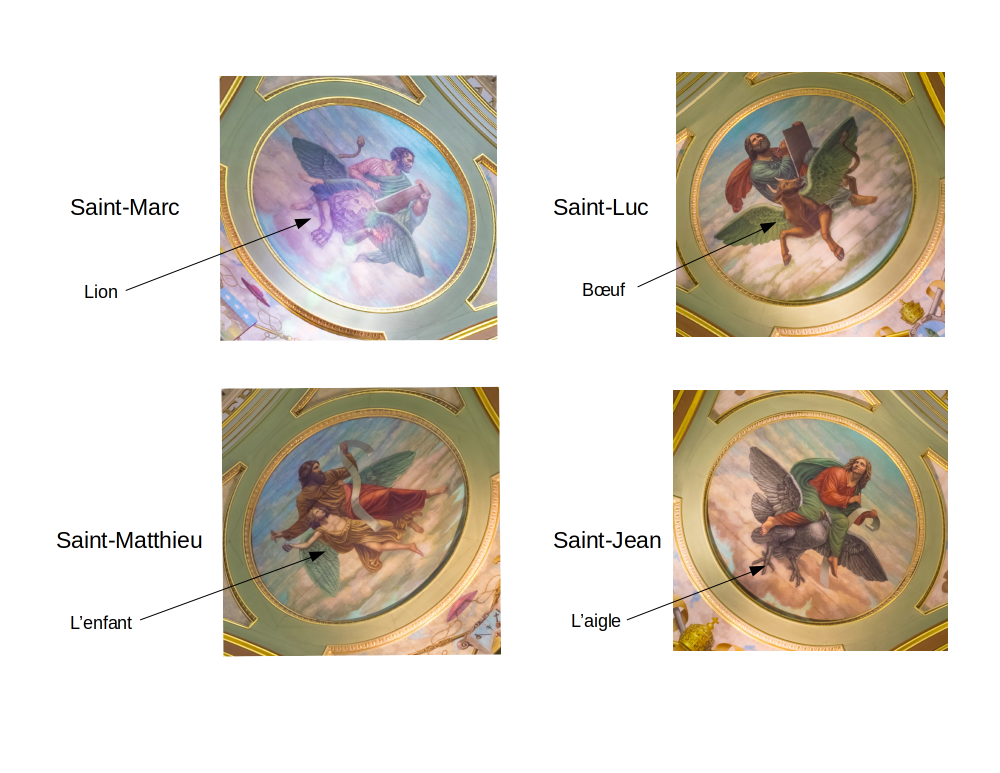 Saint-Marc
Lion
Saint-Luc
Bœuf
Saint-Matthieu
L’enfant
Saint-Jean
L’aigle